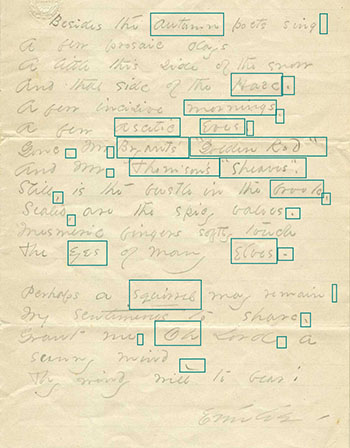 Besides the Autumn poets sing
A few prosaic days
A little this side of the snow
And that side of the Haze -
A few incisive mornings -
A few Ascetic Eves -
Gone - Mr Bryants' "Golden Rod"
And Mr Thomsons' "sheaves".
Still, is the bustle in the brook -
Sealed are the spicy valves -
Mesmeric fingers softly touch
The Eyes of many Elves -
Perhaps a squirrel may remain
My sentiments to share -
Grant me, Oh Lord, a
sunny mind -
Thy windy will to bear!
Emilie.